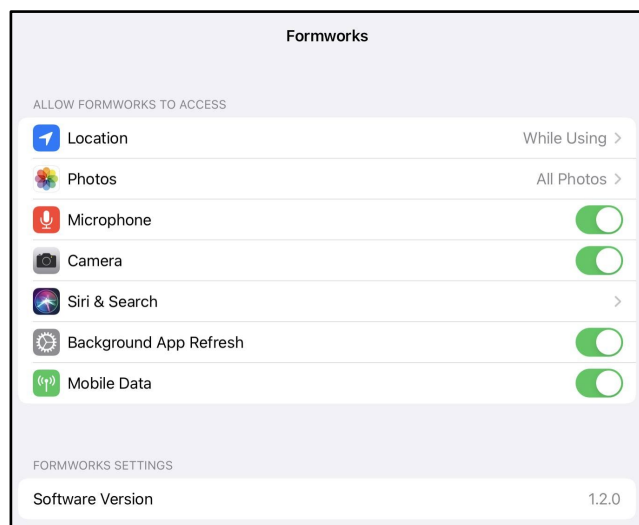 Formworks
ALLOW FORMWORKS TO ACCESS
Location While Using
Photos All Photos
Microphone
Camera
Siri & Search
Background App Refresh
Mobile Data
FORMWORKS SETTINGS
Software Version 1.2.0